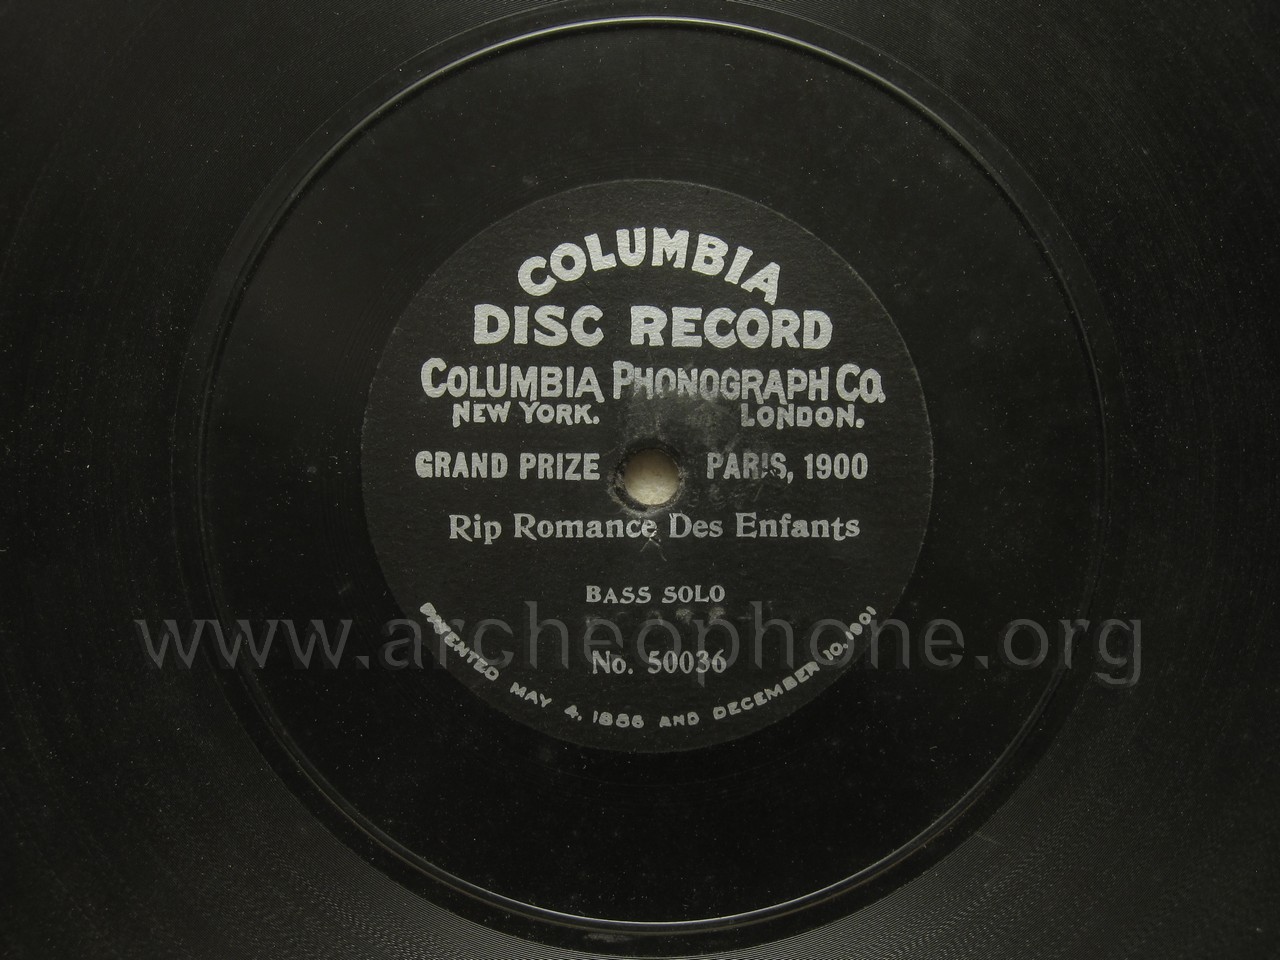 COLUMBIA
DISC RECORD
COLUMBIA PHONOGRAPH CO.
NEW YORK. LONDON.
GRAND PRIZE PARIS, 1900
Rip Romance Des Enfants
BASS SOLO
www.archeophone.org
No. 50036
PATENTED MAY 4, 1886 AND DECEMBER 10, 1901